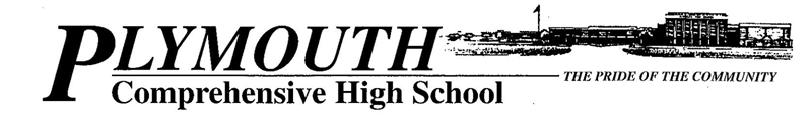 PLYMOUTH
Comprehensive High School
THE PRIDE OF THE COMMUNITY